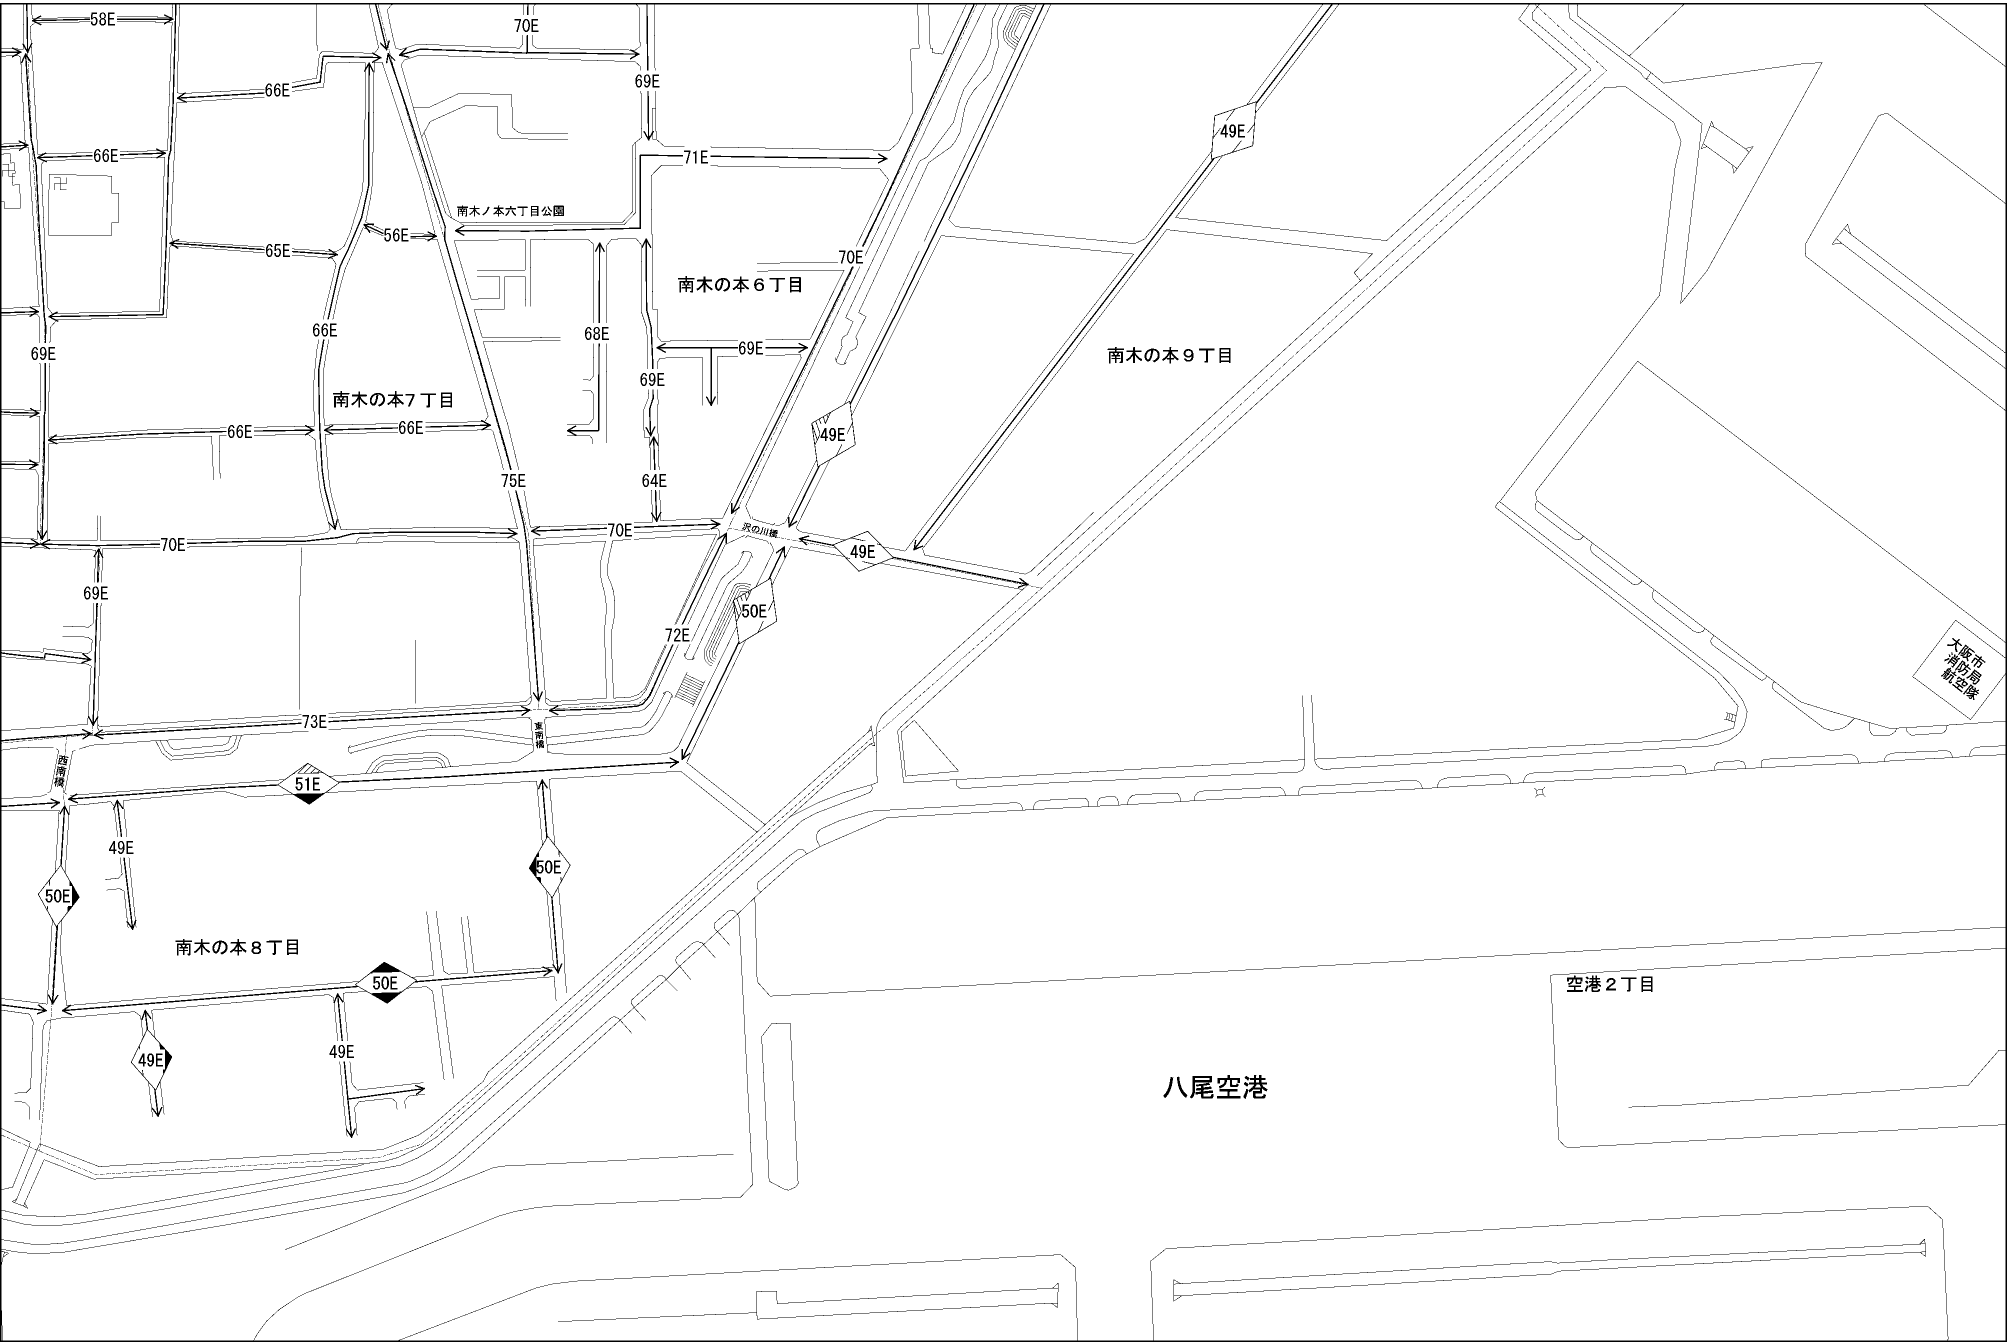 58E
70E
69E
66E
49E
66E
71E
南木ノ本六丁目公園
56E
65E
70E
南木の本６丁目
66E
68E
69E
69E
南木の本９丁目
69E
南木の本７丁目
66E
66E
49E
75E
64E
70E
70E
沢の川橋
49E
69E
50E
72E
大阪市
消防局
航空隊
73E
東南橋
西南橋
51E
49E
50E
50E
南木の本８丁目
50E
空港２丁目
49E
49E
八尾空港